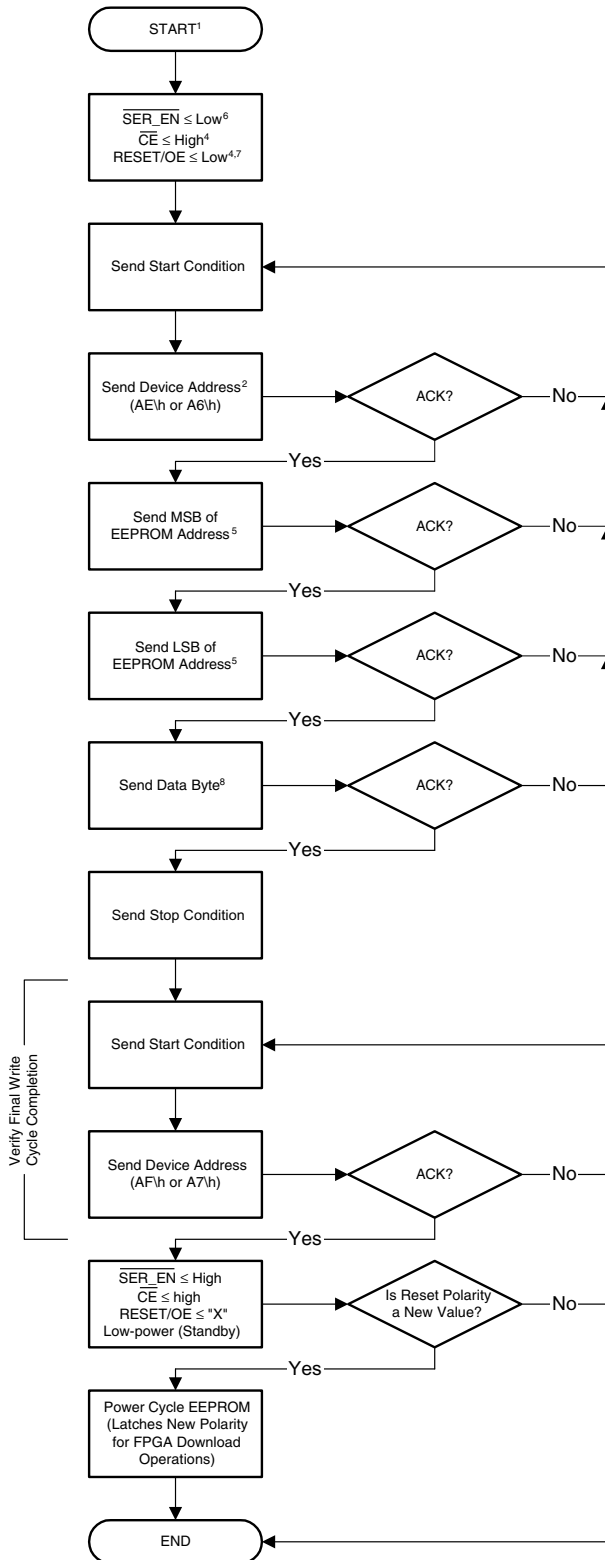 START¹
SER_EN ≤ Low⁶
CE ≤ High⁴
RESET/OE ≤ Low⁴,⁷
Send Start Condition
Send Device Address²
(AE\h or A6\h)
ACK?
No
Yes
Send MSB of
EEPROM Address⁵
ACK?
No
Yes
Send LSB of
EEPROM Address⁵
ACK?
No
Yes
Send Data Byte⁸
ACK?
No
Yes
Send Stop Condition
Verify Final Write
Cycle Completion
Send Start Condition
Send Device Address
(AF\h or A7\h)
ACK?
No
Yes
SER_EN ≤ High
CE ≤ high
RESET/OE ≤ "X"
Low-power (Standby)
Is Reset Polarity
a New Value?
No
Yes
Power Cycle EEPROM
(Latches New Polarity
for FPGA Download
Operations)
END